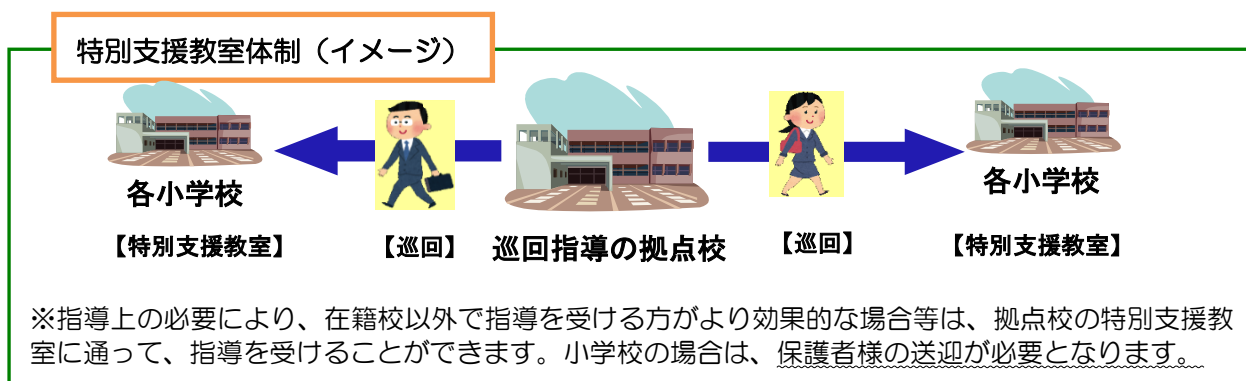 特別支援教室体制（イメージ）
各小学校
【特別支援教室】
【巡回】
巡回指導の拠点校
【巡回】
各小学校
【特別支援教室】
※指導上の必要により、在籍校以外で指導を受ける方がより効果的な場合等は、拠点校の特別支援教
室に通って、指導を受けることができます。小学校の場合は、保護者様の送迎が必要となります。